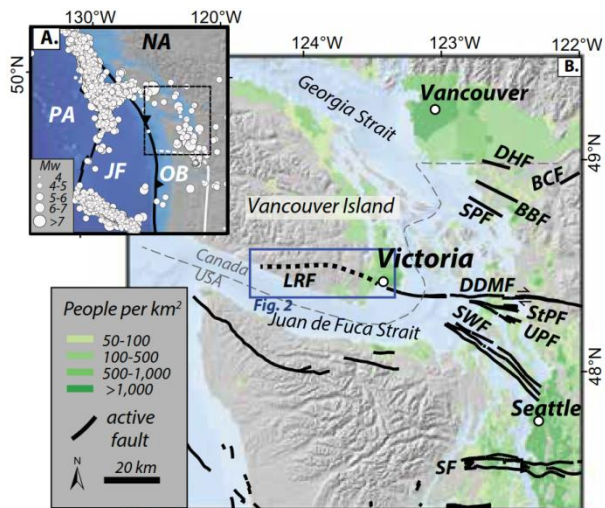 130°W
120°W
A.
NA
50°N
PA
JF
OB
Mw
4
4-5
5-6
6-7
>7
124°W
123°W
122°W
B.
Vancouver
Georgia Strait
49°N
DHF
BCF
BBF
SPF
Vancouver Island
Victoria
Canada
USA
LRF
Fig. 2
DDMF
StPF
UPF
SWF
Juan de Fuca Strait
48°N
Seattle
SF
People per km²
50-100
100-500
500-1,000
>1,000
active
fault
N
20 km